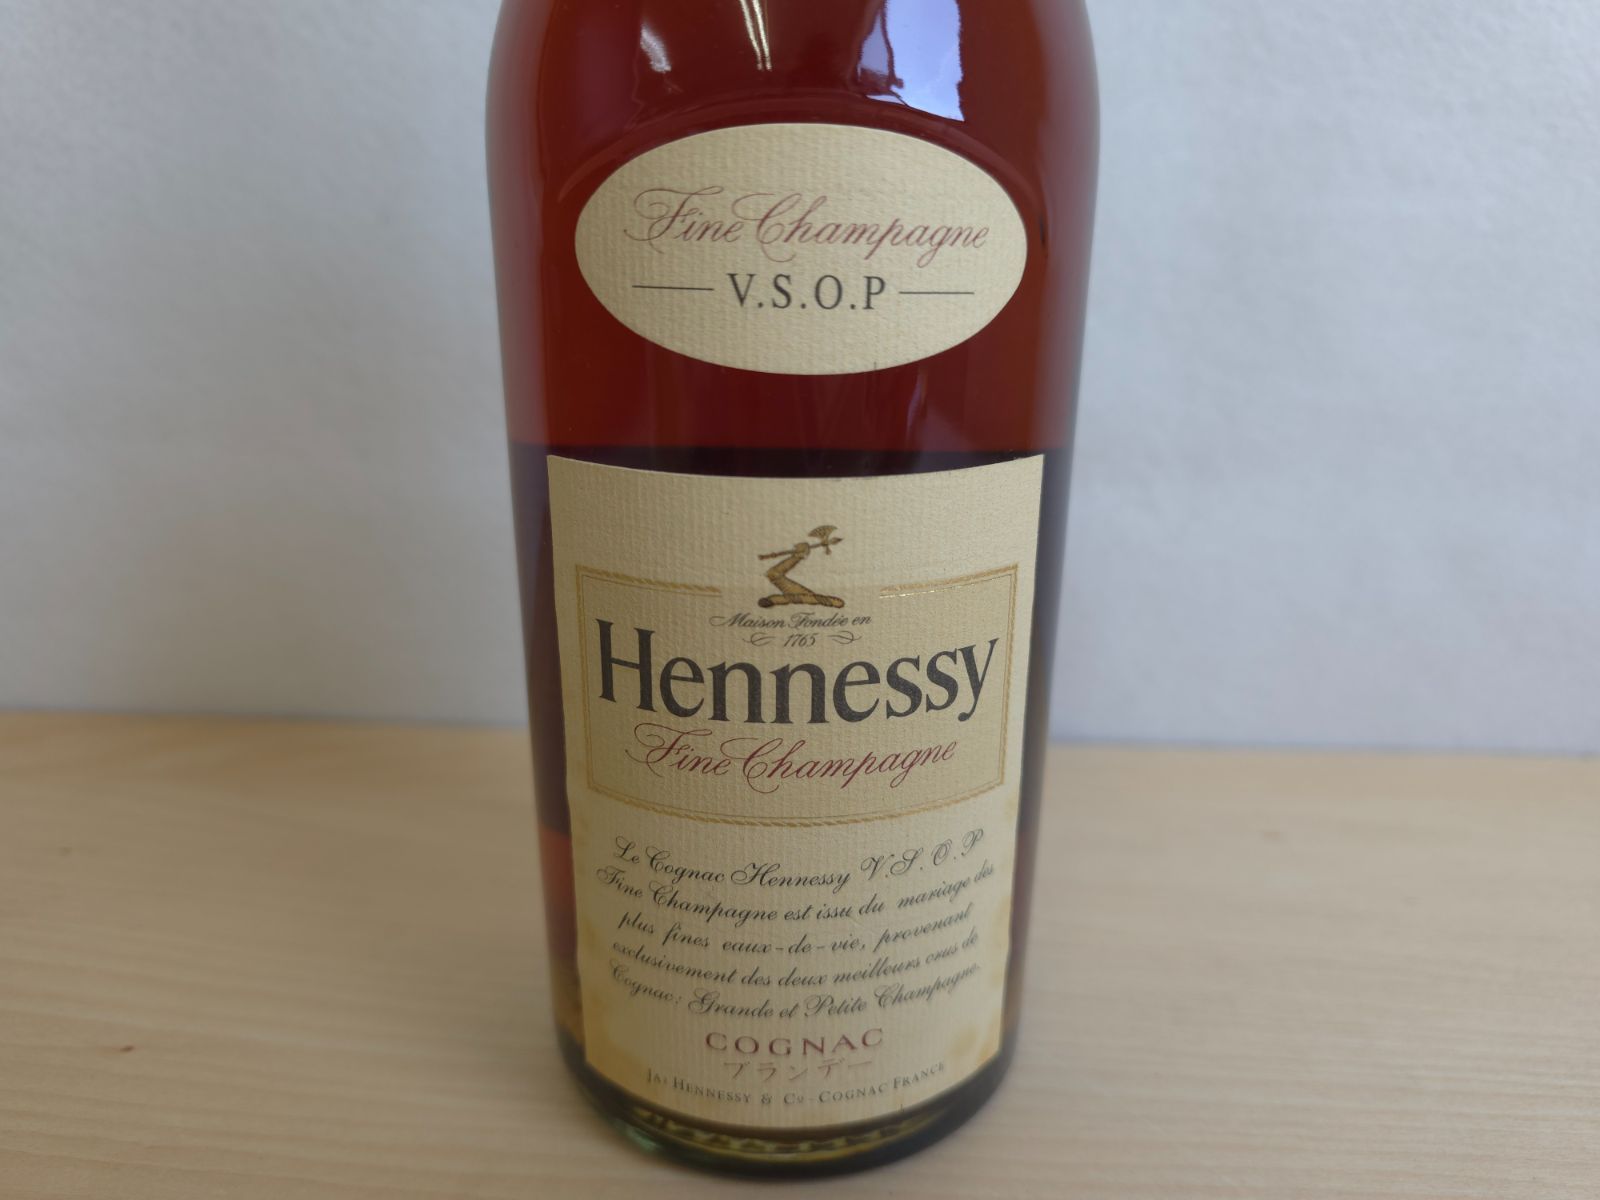 Fine Champagne
V.S.O.P
Maison Fondée en
1765
Hennessy
Fine Champagne
Le Cognac Hennessy V.S.O.P
Fine Champagne est issu du mariage des
plus fines eaux-de-vie, provenant
exclusivement des deux meilleurs crus de
Cognac: Grande et Petite Champagne.
COGNAC
ブランデー
JAS HENNESSY & Co - COGNAC FRANCE